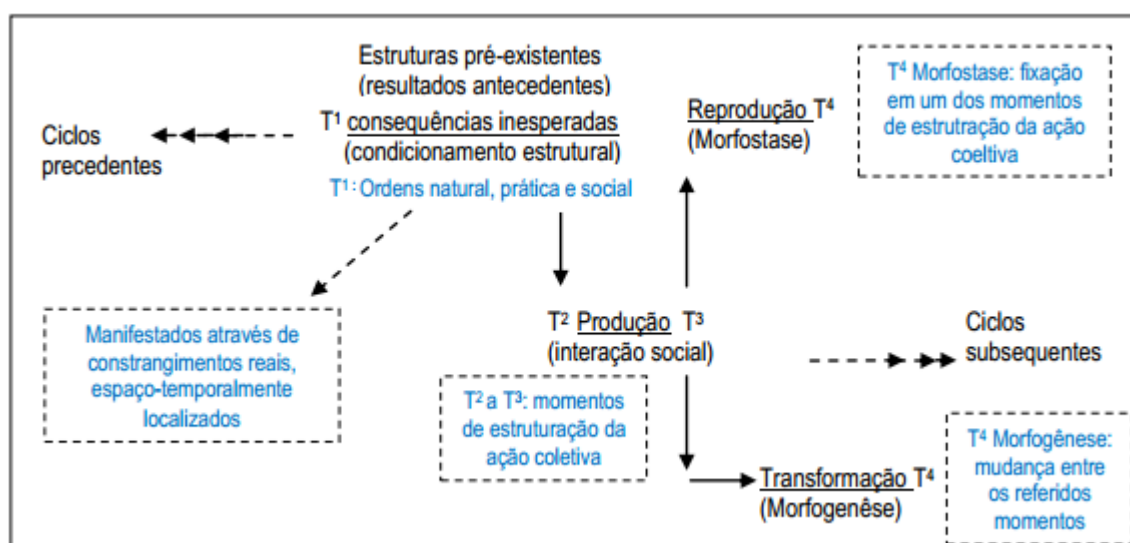 Estruturas pré-existentes
(resultados antecedentes)
T¹ consequências inesperadas
(condicionamento estrutural)
T¹: Ordens natural, prática e social
Ciclos
precedentes
Reprodução T⁴
(Morfostase)
T⁴ Morfostase: fixação
em um dos momentos
de estrutração da ação
coeltiva
Manifestados através de
constrangimentos reais,
espaço-temporalmente
localizados
T² Produção T³
(interação social)
T² a T³: momentos
de estruturação da
ação coletiva
Ciclos
subsequentes
Transformação T⁴
(Morfogenêse)
T⁴ Morfogênese:
mudança entre
os referidos
momentos